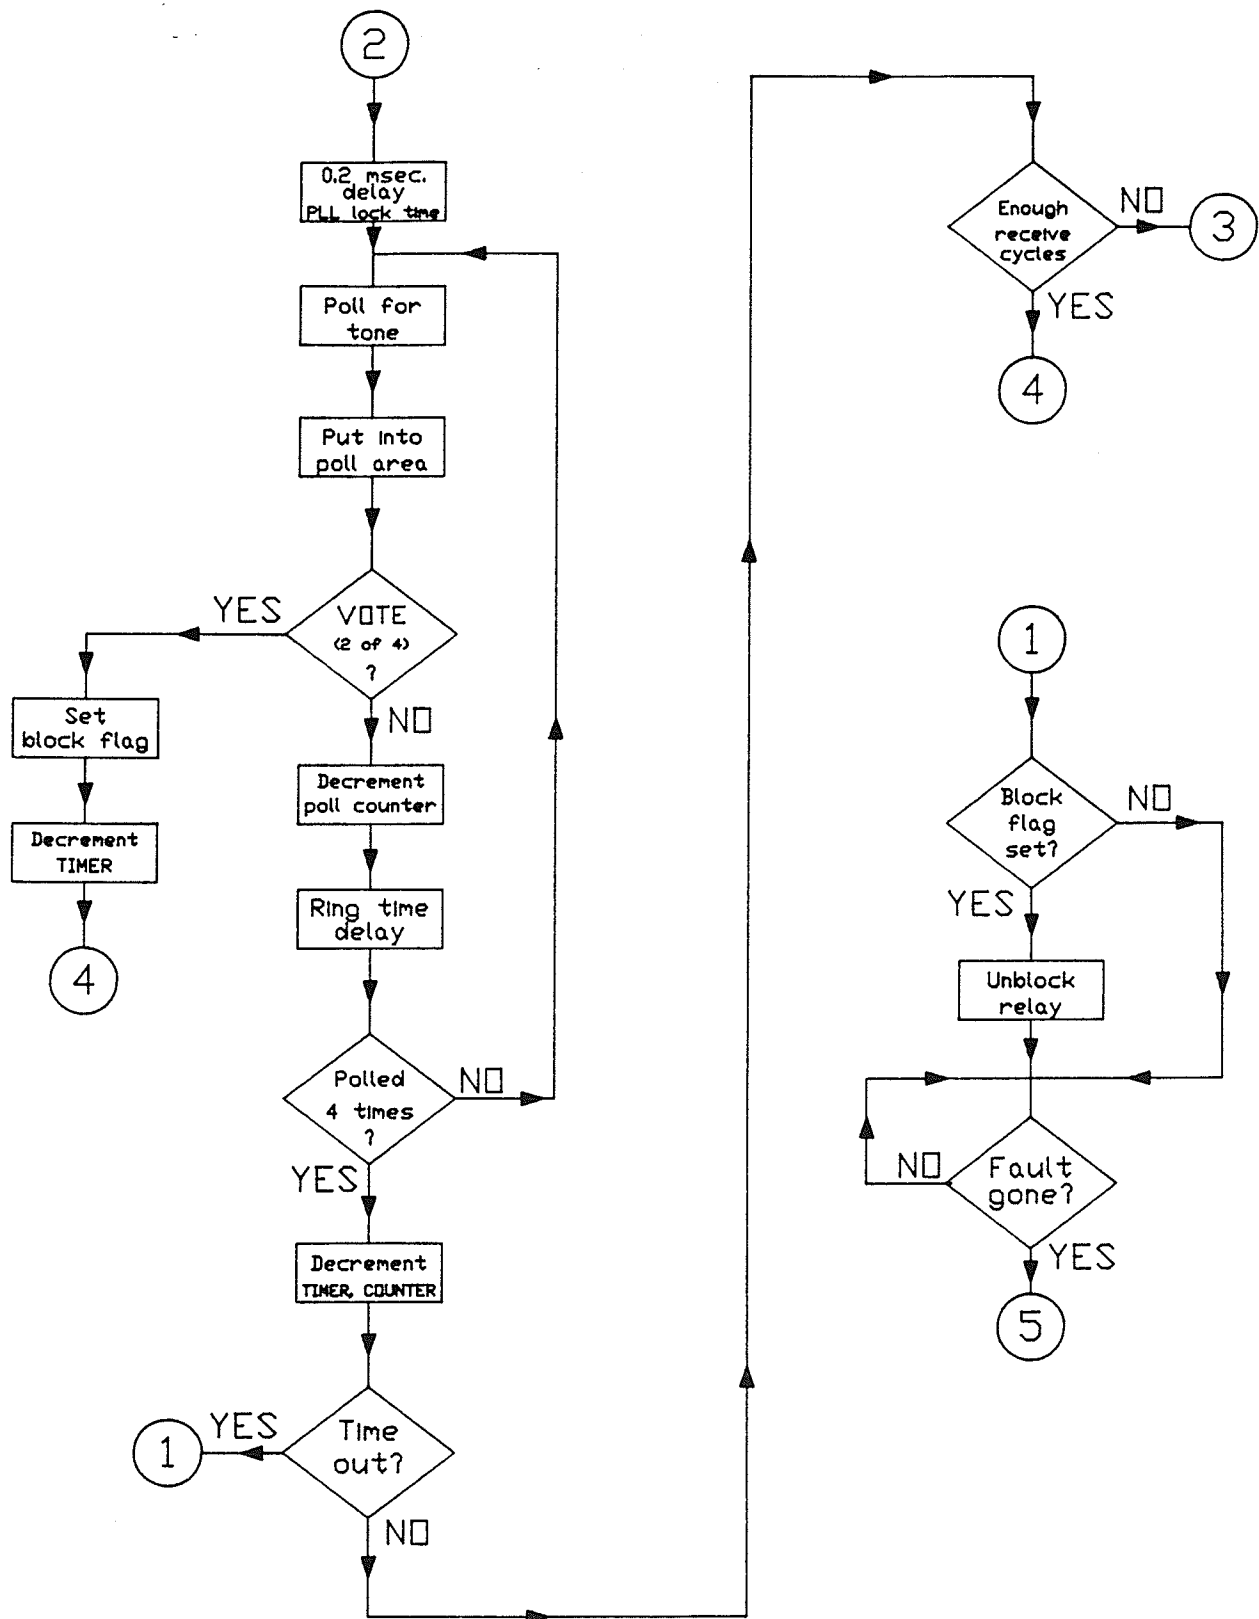 2
0.2 msec.
delay
PLL lock time
Poll for
tone
Put into
poll area
VOTE
(2 of 4)
?
YES
NO
Set
block flag
Decrement
TIMER
4
Decrement
poll counter
Ring time
delay
Polled
4 times
?
NO
YES
Decrement
TIMER, COUNTER
Time
out?
YES
1
NO
Enough
receive
cycles
NO
3
YES
4
1
Block
flag
set?
NO
YES
Unblock
relay
Fault
gone?
NO
YES
5